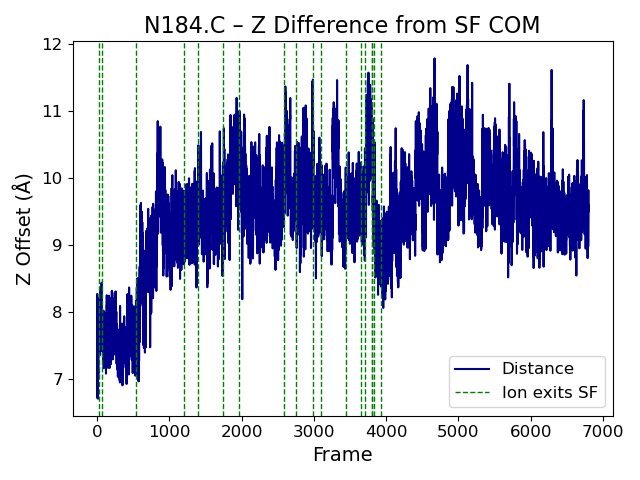 N184.C – Z Difference from SF COM
Z Offset (Å)
12
11
10
9
8
7
0 1000 2000 3000 4000 5000 6000 7000
Frame
Distance
Ion exits SF